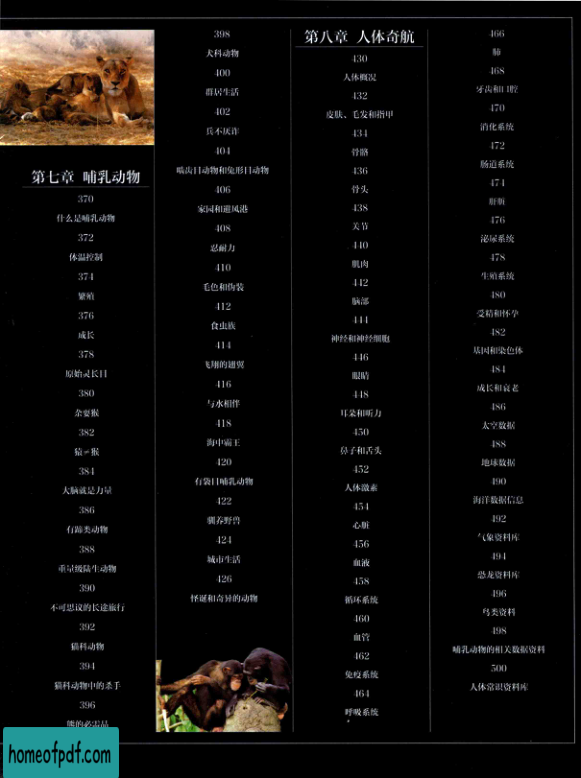 第七章 哺乳动物
370
什么是哺乳动物
372
体温控制
374
繁殖
376
成长
378
原始灵长目
380
杂耍猴
382
猿≠猴
384
大脑就是力量
386
有蹄类动物
388
重量级陆生动物
390
不可思议的长途旅行
392
猫科动物
394
猫科动物中的杀手
396
熊的必需品
398
犬科动物
400
群居生活
402
兵不厌诈
404
啮齿目动物和兔形目动物
406
家园和避风港
408
忍耐力
410
毛色和伪装
412
食虫族
414
飞翔的翅翼
416
与水相伴
418
海中霸王
420
有袋目哺乳动物
422
驯养野兽
424
城市生活
426
怪诞和奇异的动物
第八章 人体奇航
430
人体概况
432
皮肤、毛发和指甲
434
骨骼
436
骨头
438
关节
440
肌肉
442
脑部
444
神经和神经细胞
446
眼睛
448
耳朵和听力
450
鼻子和舌头
452
人体激素
454
心脏
456
血液
458
循环系统
460
血管
462
免疫系统
464
呼吸系统
466
肺
468
牙齿和口腔
470
消化系统
472
肠道系统
474
肝脏
476
泌尿系统
478
生殖系统
480
受精和怀孕
482
基因和染色体
484
成长和衰老
486
太空数据
488
地球数据
490
海洋数据信息
492
气象资料库
494
恐龙资料库
496
鸟类资料
498
哺乳动物的相关数据资料
500
人体常识资料库
homeofpdf.com